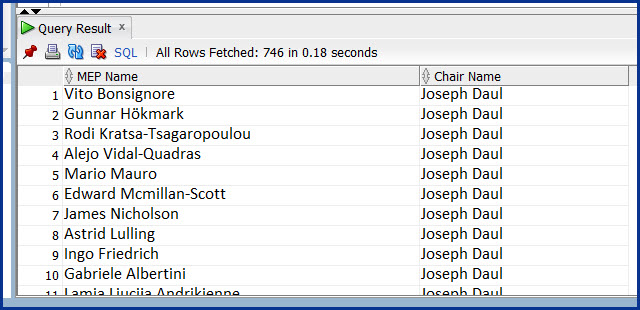 Query Result x
SQL | All Rows Fetched: 746 in 0.18 seconds
MEP Name Chair Name
1 Vito Bonsignore Joseph Daul
2 Gunnar Hökmark Joseph Daul
3 Rodi Kratsa-Tsagaropoulou Joseph Daul
4 Alejo Vidal-Quadras Joseph Daul
5 Mario Mauro Joseph Daul
6 Edward Mcmillan-Scott Joseph Daul
7 James Nicholson Joseph Daul
8 Astrid Lulling Joseph Daul
9 Ingo Friedrich Joseph Daul
10 Gabriele Albertini Joseph Daul
11 Lamia Liucija Andrikienne Joseph Daul